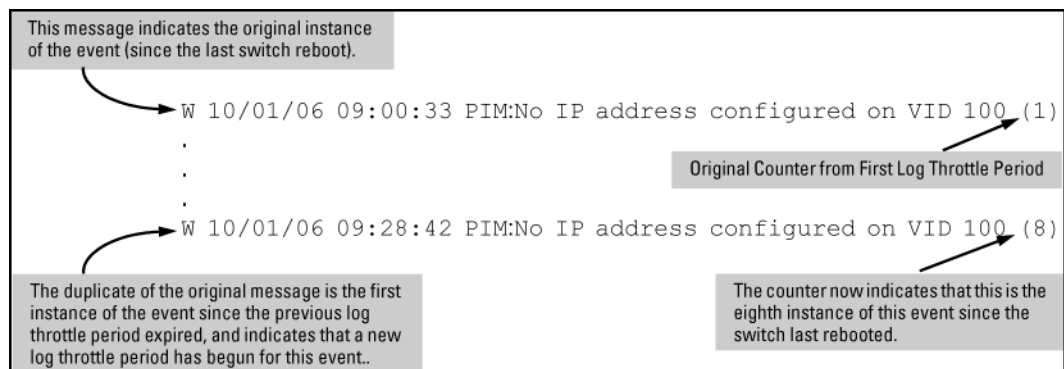 This message indicates the original instance
of the event (since the last switch reboot).
W 10/01/06 09:00:33 PIM:No IP address configured on VID 100 (1)
.
.
.
Original Counter from First Log Throttle Period
W 10/01/06 09:28:42 PIM:No IP address configured on VID 100 (8)
The duplicate of the original message is the first
instance of the event since the previous log
throttle period expired, and indicates that a new
log throttle period has begun for this event..
The counter now indicates that this is the
eighth instance of this event since the
switch last rebooted.